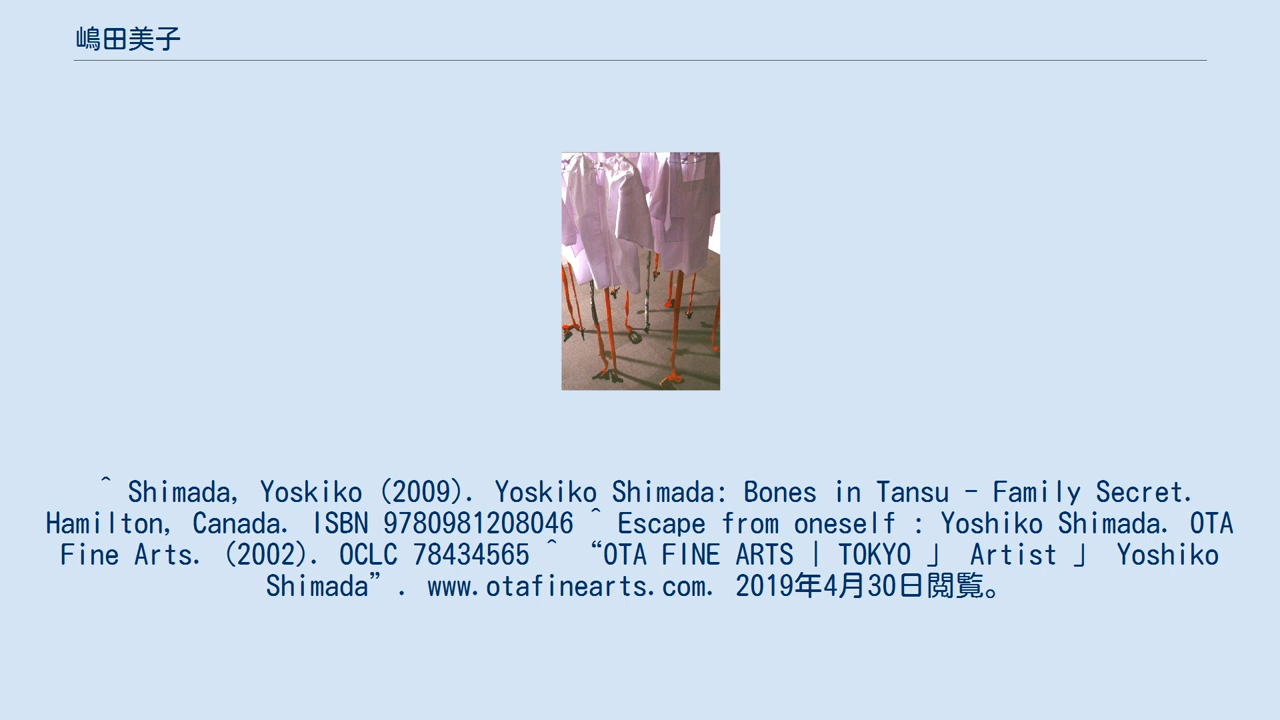 嶋田美子
^ Shimada, Yoskiko (2009). Yoskiko Shimada: Bones in Tansu - Family Secret.
Hamilton, Canada. ISBN 9780981208046 ^ Escape from oneself : Yoshiko Shimada. OTA
Fine Arts. (2002). OCLC 78434565 ^ “OTA FINE ARTS | TOKYO 」 Artist 」 Yoshiko
Shimada”. www.otafinearts.com. 2019年4月30日閲覧。